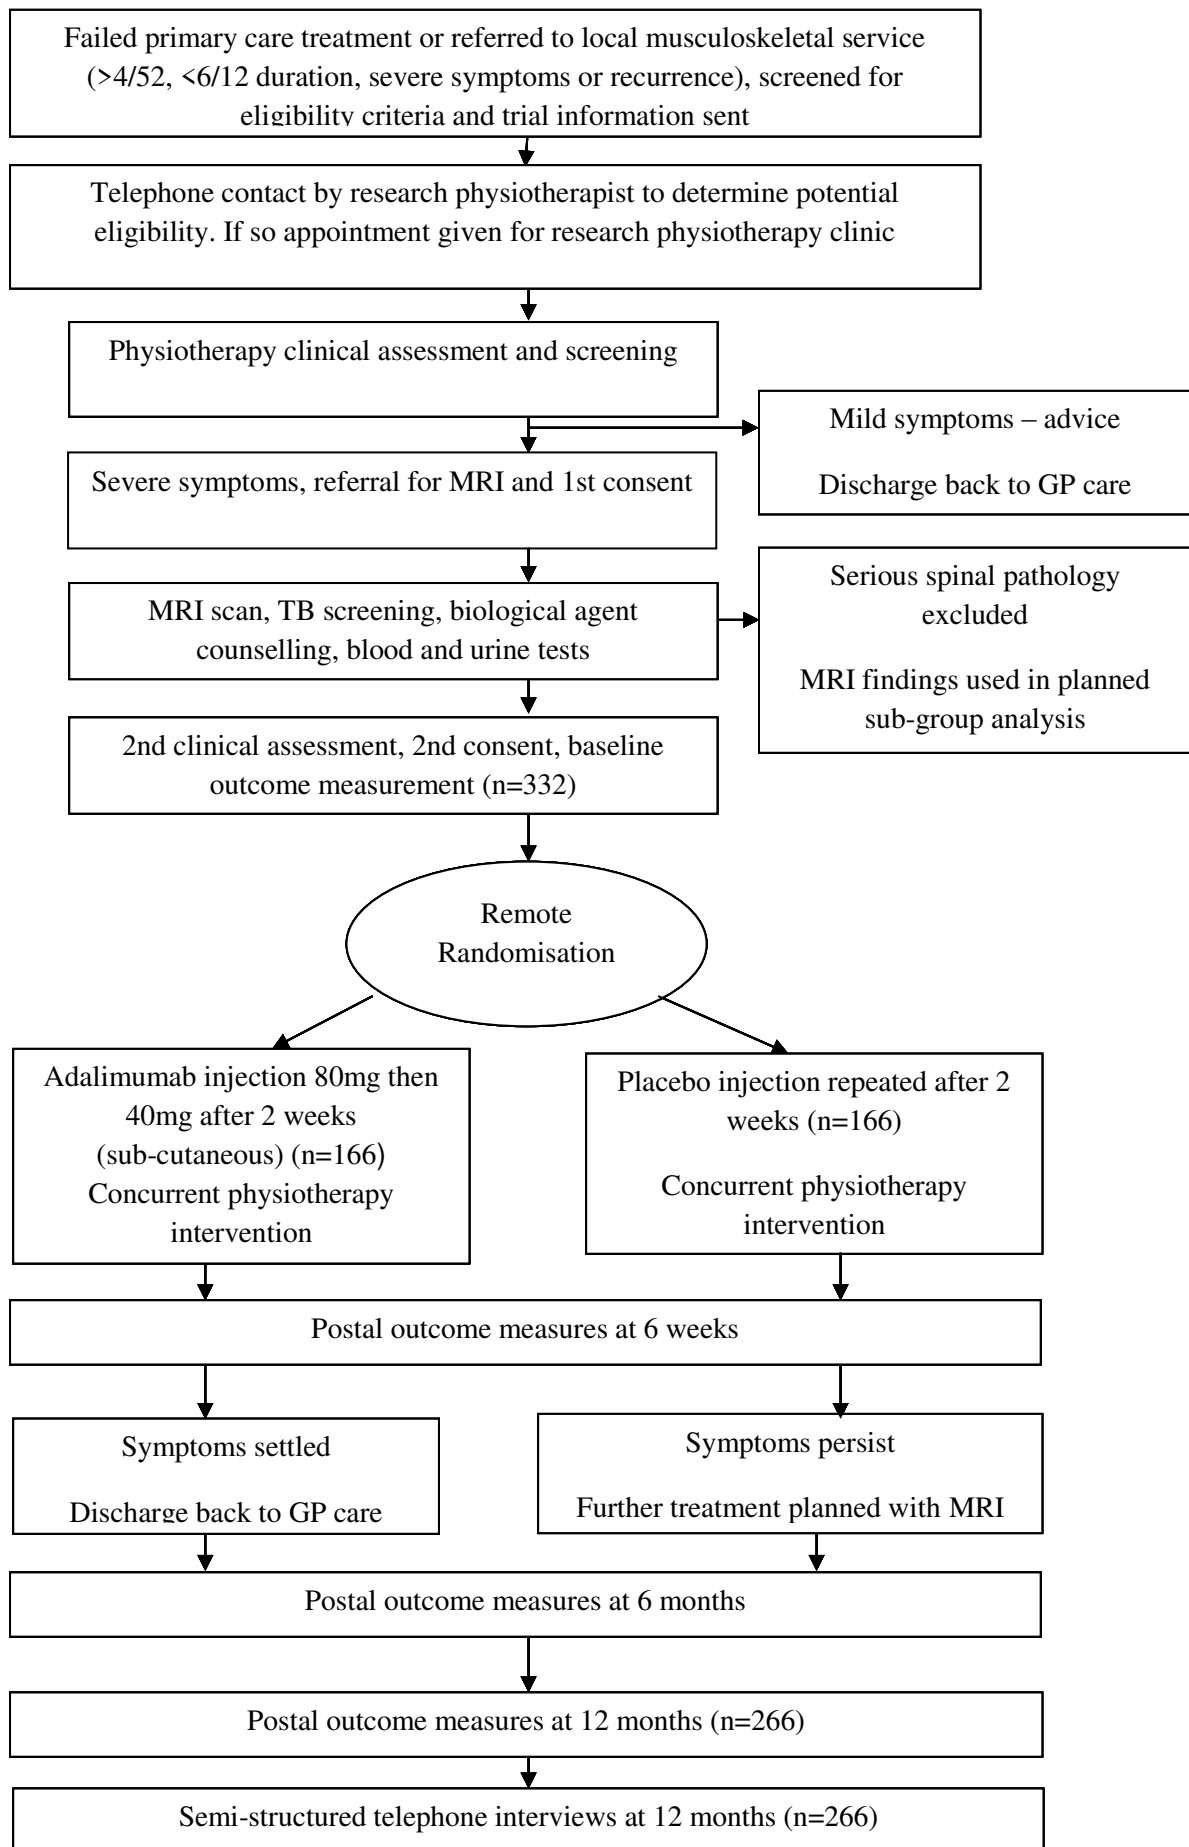 Failed primary care treatment or referred to local musculoskeletal service
(>4/52, <6/12 duration, severe symptoms or recurrence), screened for
eligibility criteria and trial information sent
Telephone contact by research physiotherapist to determine potential
eligibility. If so appointment given for research physiotherapy clinic
Physiotherapy clinical assessment and screening
Mild symptoms – advice
Discharge back to GP care
Severe symptoms, referral for MRI and 1st consent
Serious spinal pathology
excluded
MRI findings used in planned
sub-group analysis
MRI scan, TB screening, biological agent
counselling, blood and urine tests
2nd clinical assessment, 2nd consent, baseline
outcome measurement (n=332)
Remote
Randomisation
Adalimumab injection 80mg then
40mg after 2 weeks
(sub-cutaneous) (n=166)
Concurrent physiotherapy
intervention
Placebo injection repeated after 2
weeks (n=166)
Concurrent physiotherapy
intervention
Postal outcome measures at 6 weeks
Symptoms settled
Discharge back to GP care
Symptoms persist
Further treatment planned with MRI
Postal outcome measures at 6 months
Postal outcome measures at 12 months (n=266)
Semi-structured telephone interviews at 12 months (n=266)